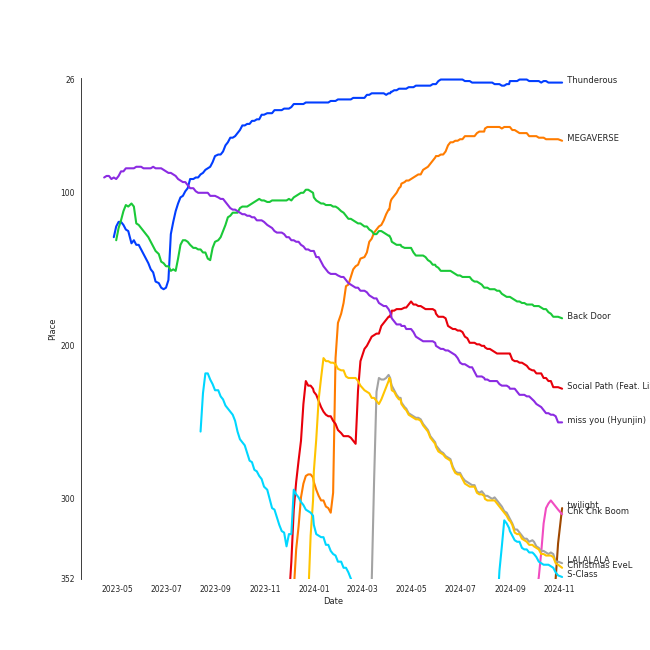 26
Thunderous
MEGAVERSE
100
Back Door
Place
200
Social Path (Feat. Li
miss you (Hyunjin)
300
twilight
Chk Chk Boom
LALALALA
Christmas EveL
S-Class
352
2023-05 2023-07 2023-09 2023-11 2024-01 2024-03 2024-05 2024-07 2024-09 2024-11
Date